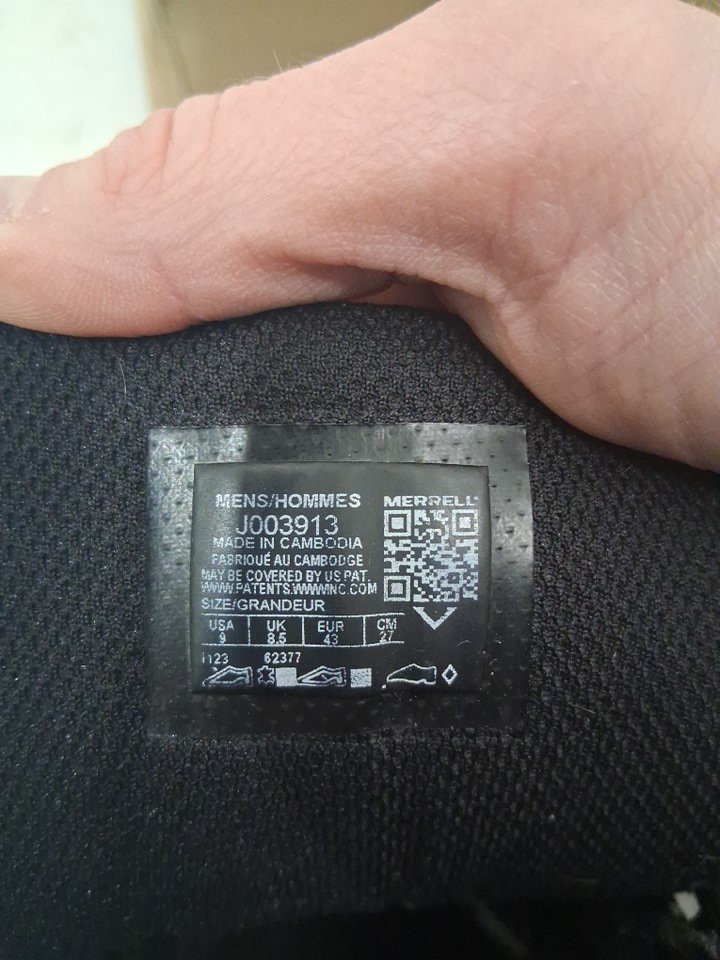 MENS/HOMMES
MERRELL
J003913
MADE IN CAMBODIA
FABRIQUÉ AU CAMBODGE
MAY BE COVERED BY US PAT.
WWW.PATENTS.WWWINC.COM
SIZE/GRANDEUR
USA UK EUR CM
9 8.5 43 27
1123 62377